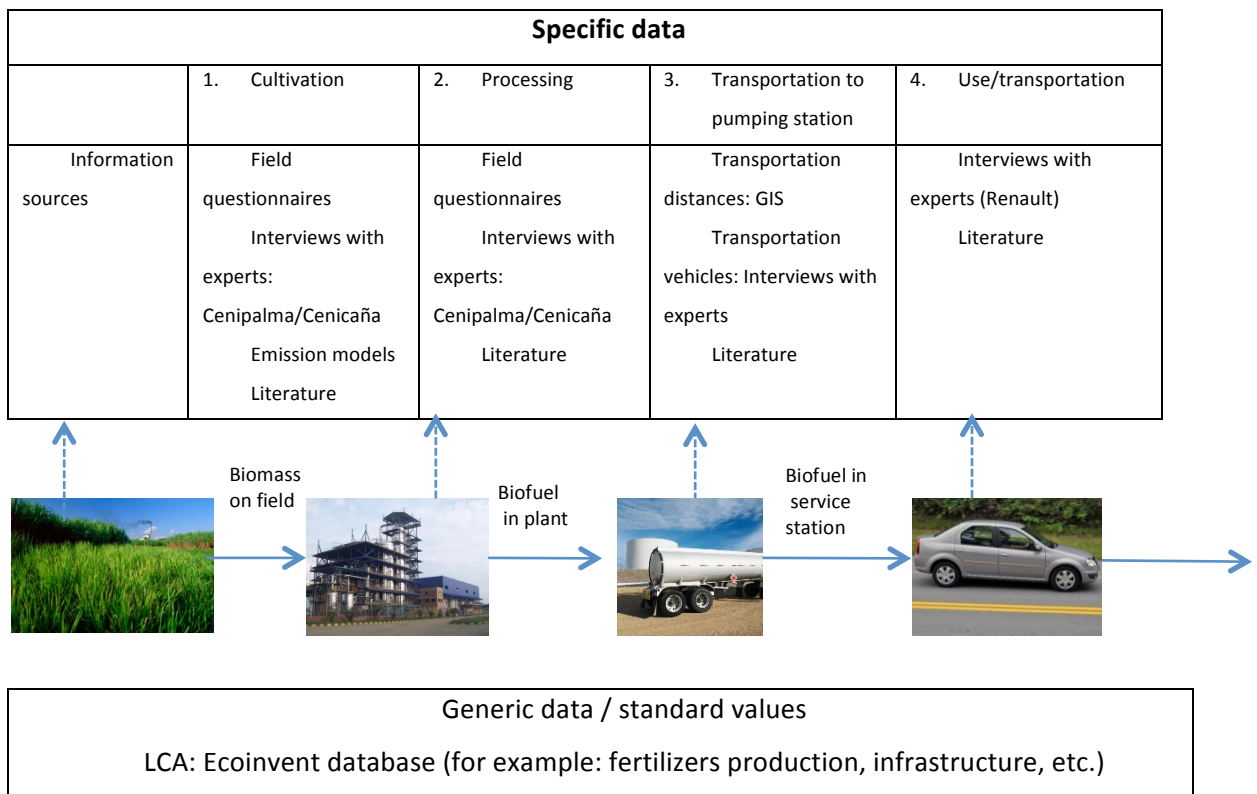 Specific data
1. Cultivation
2. Processing
3. Transportation to
pumping station
4. Use/transportation
Information
sources
Field
questionnaires
Interviews with
experts:
Cenipalma/Cenicaña
Emission models
Literature
Field
questionnaires
Interviews with
experts:
Cenipalma/Cenicaña
Literature
Transportation
distances: GIS
Transportation
vehicles: Interviews with
experts
Literature
Interviews with
experts (Renault)
Literature
Biomass
on field
Biofuel
in plant
Biofuel in
service
station
Generic data / standard values
LCA: Ecoinvent database (for example: fertilizers production, infrastructure, etc.)